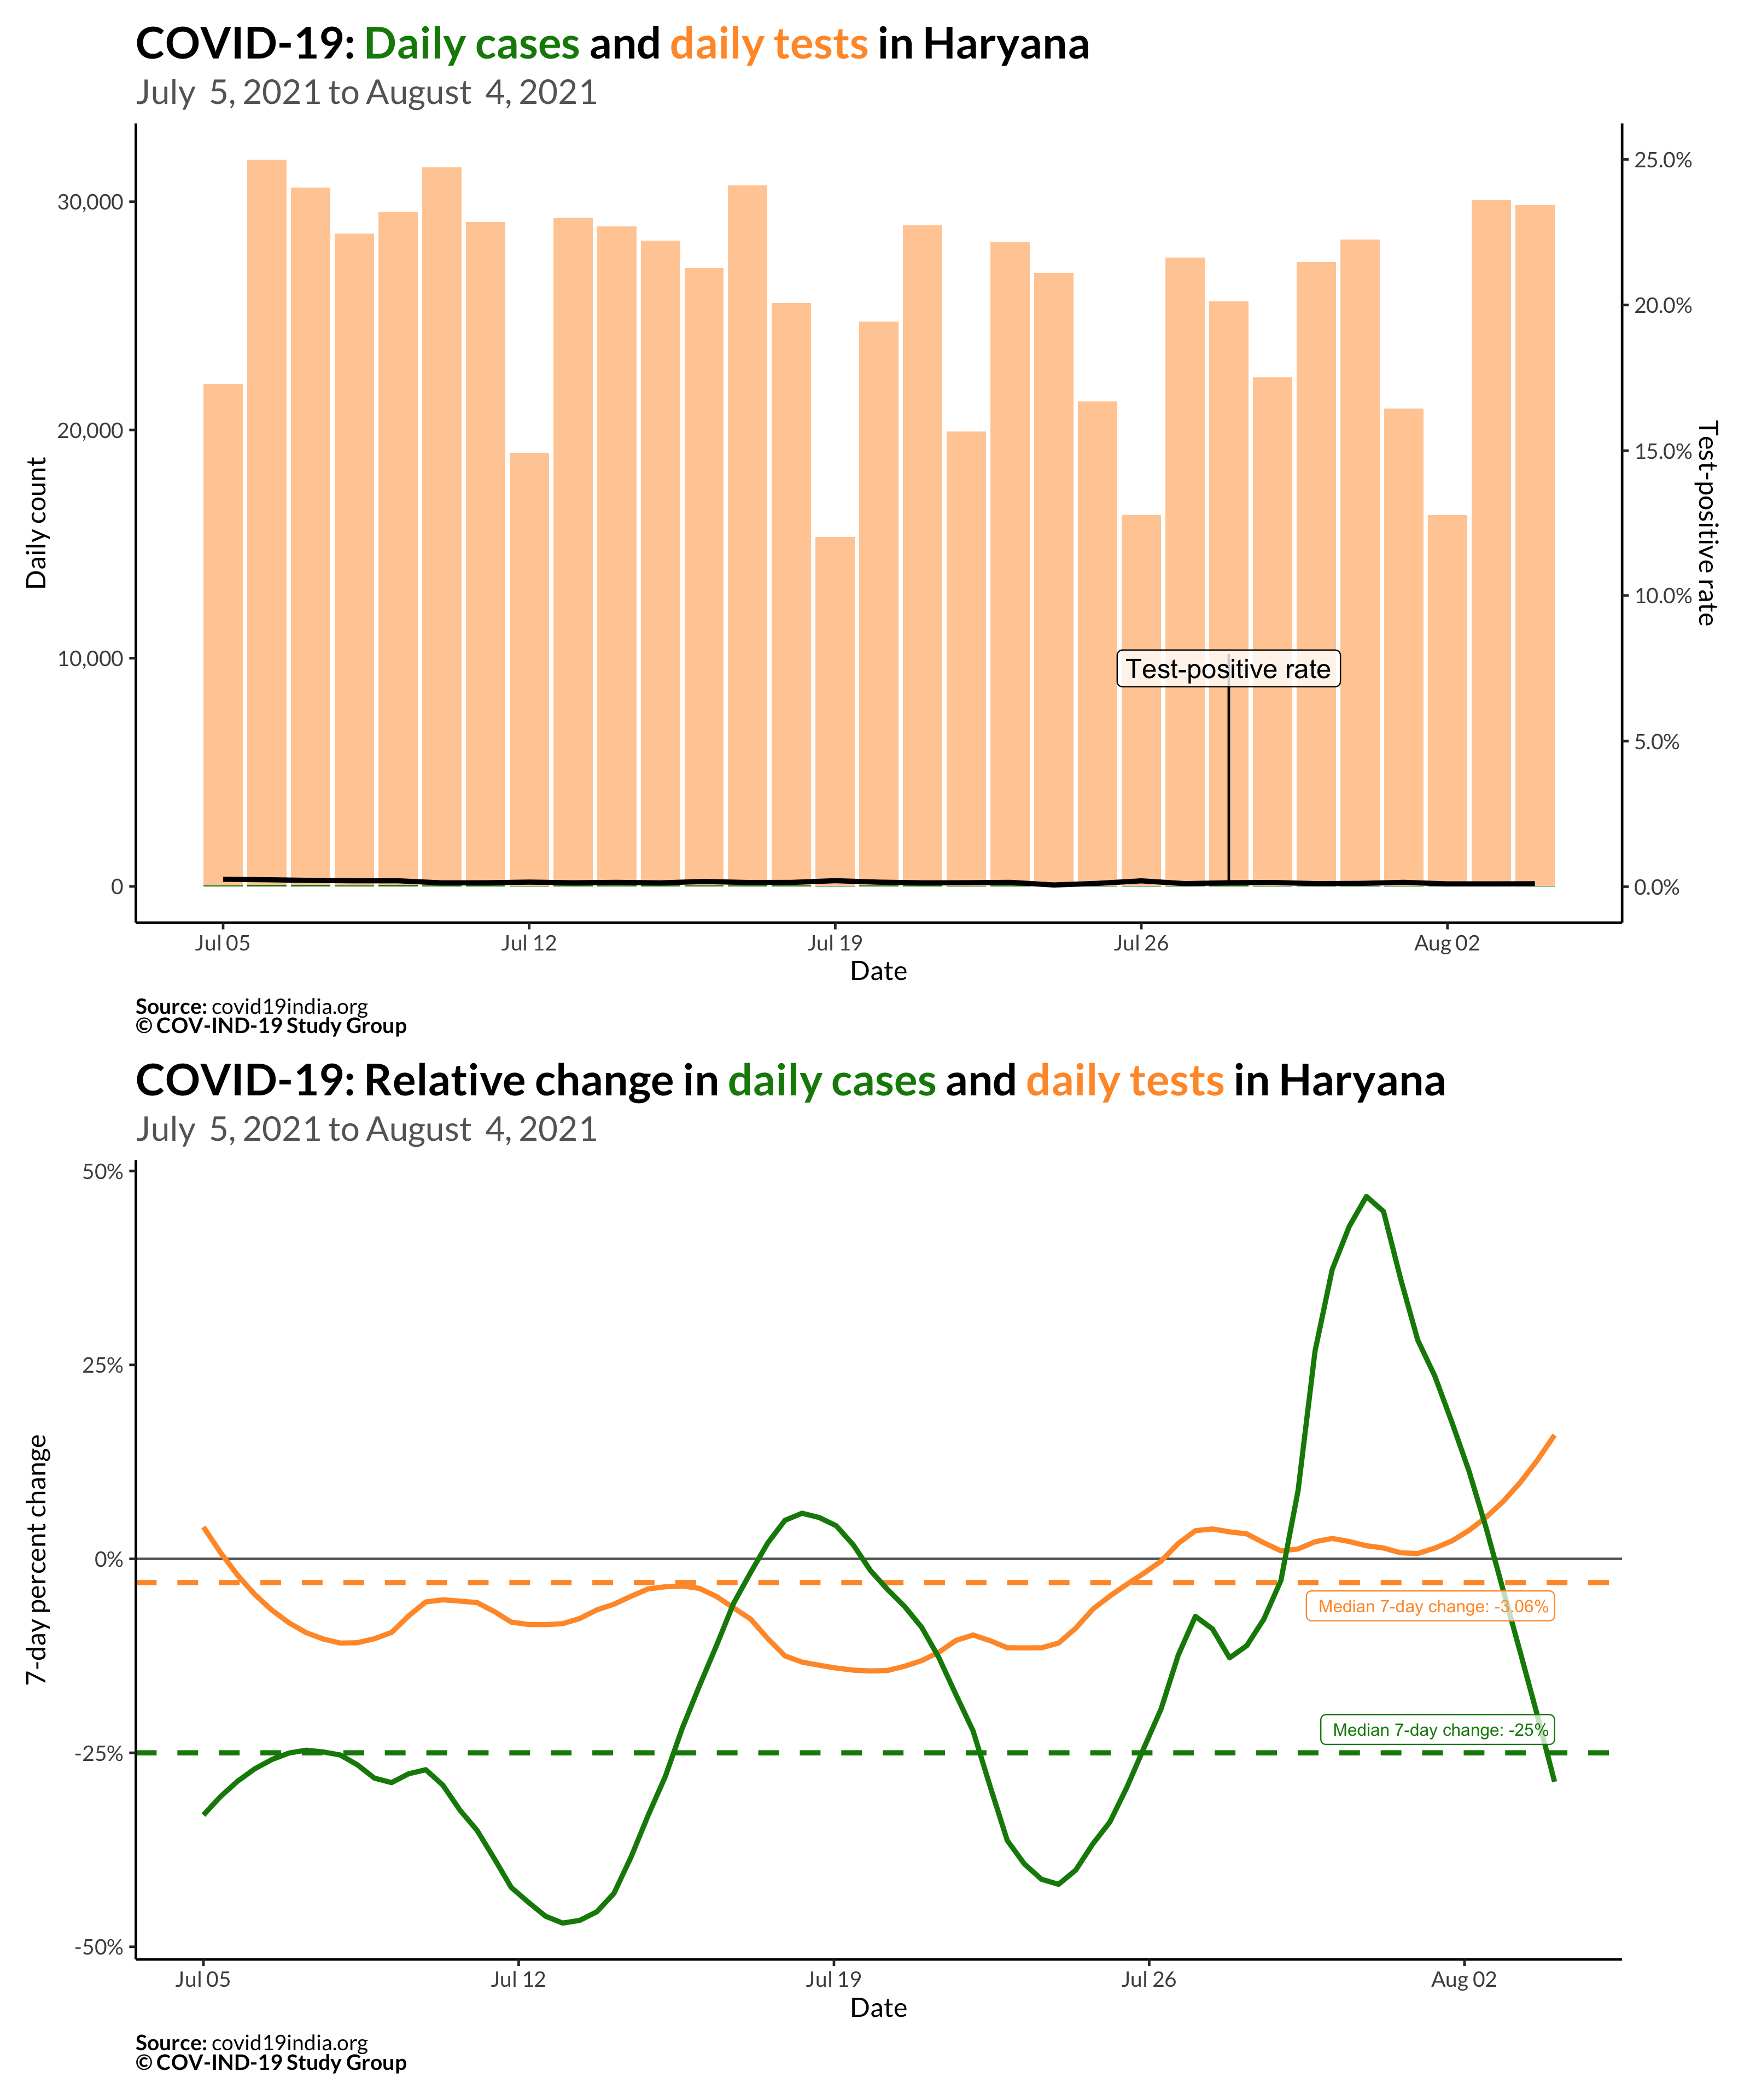 COVID-19: Daily cases and daily tests in Haryana
July 5, 2021 to August 4, 2021
30,000
20,000
10,000
0
Daily count
25.0%
20.0%
15.0%
10.0%
5.0%
0.0%
Test-positive rate
Test-positive rate
Jul 05
Jul 12
Jul 19
Jul 26
Aug 02
Date
Source: covid19india.org
© COV-IND-19 Study Group
COVID-19: Relative change in daily cases and daily tests in Haryana
July 5, 2021 to August 4, 2021
50%
25%
0%
-25%
-50%
7-day percent change
Median 7-day change: -3.06%
Median 7-day change: -25%
Jul 05
Jul 12
Jul 19
Jul 26
Aug 02
Date
Source: covid19india.org
© COV-IND-19 Study Group